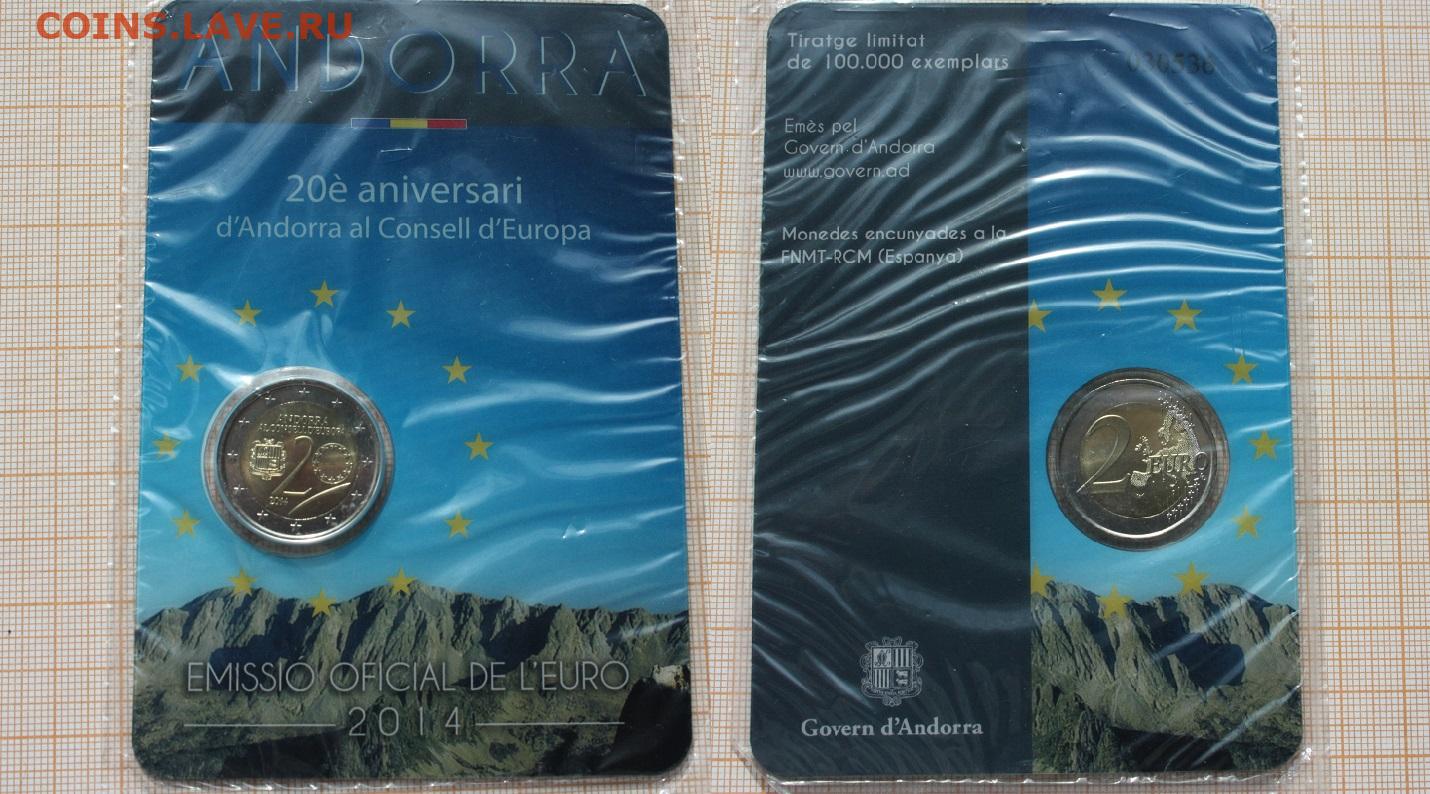 COINS.LAVE.RU
ANDORRA
20è aniversari
d'Andorra al Consell d'Europa
ANDORRA
2
2014
EMISSIO OFICIAL DE L'EURO
2014
Tiratge limitat
de 100.000 exemplars
Emès pel
Govern d'Andorra
www.govern.ad
Monedes encunyades a la
FNMT-RCM (Espanya)
2 EURO
Govern d'Andorra